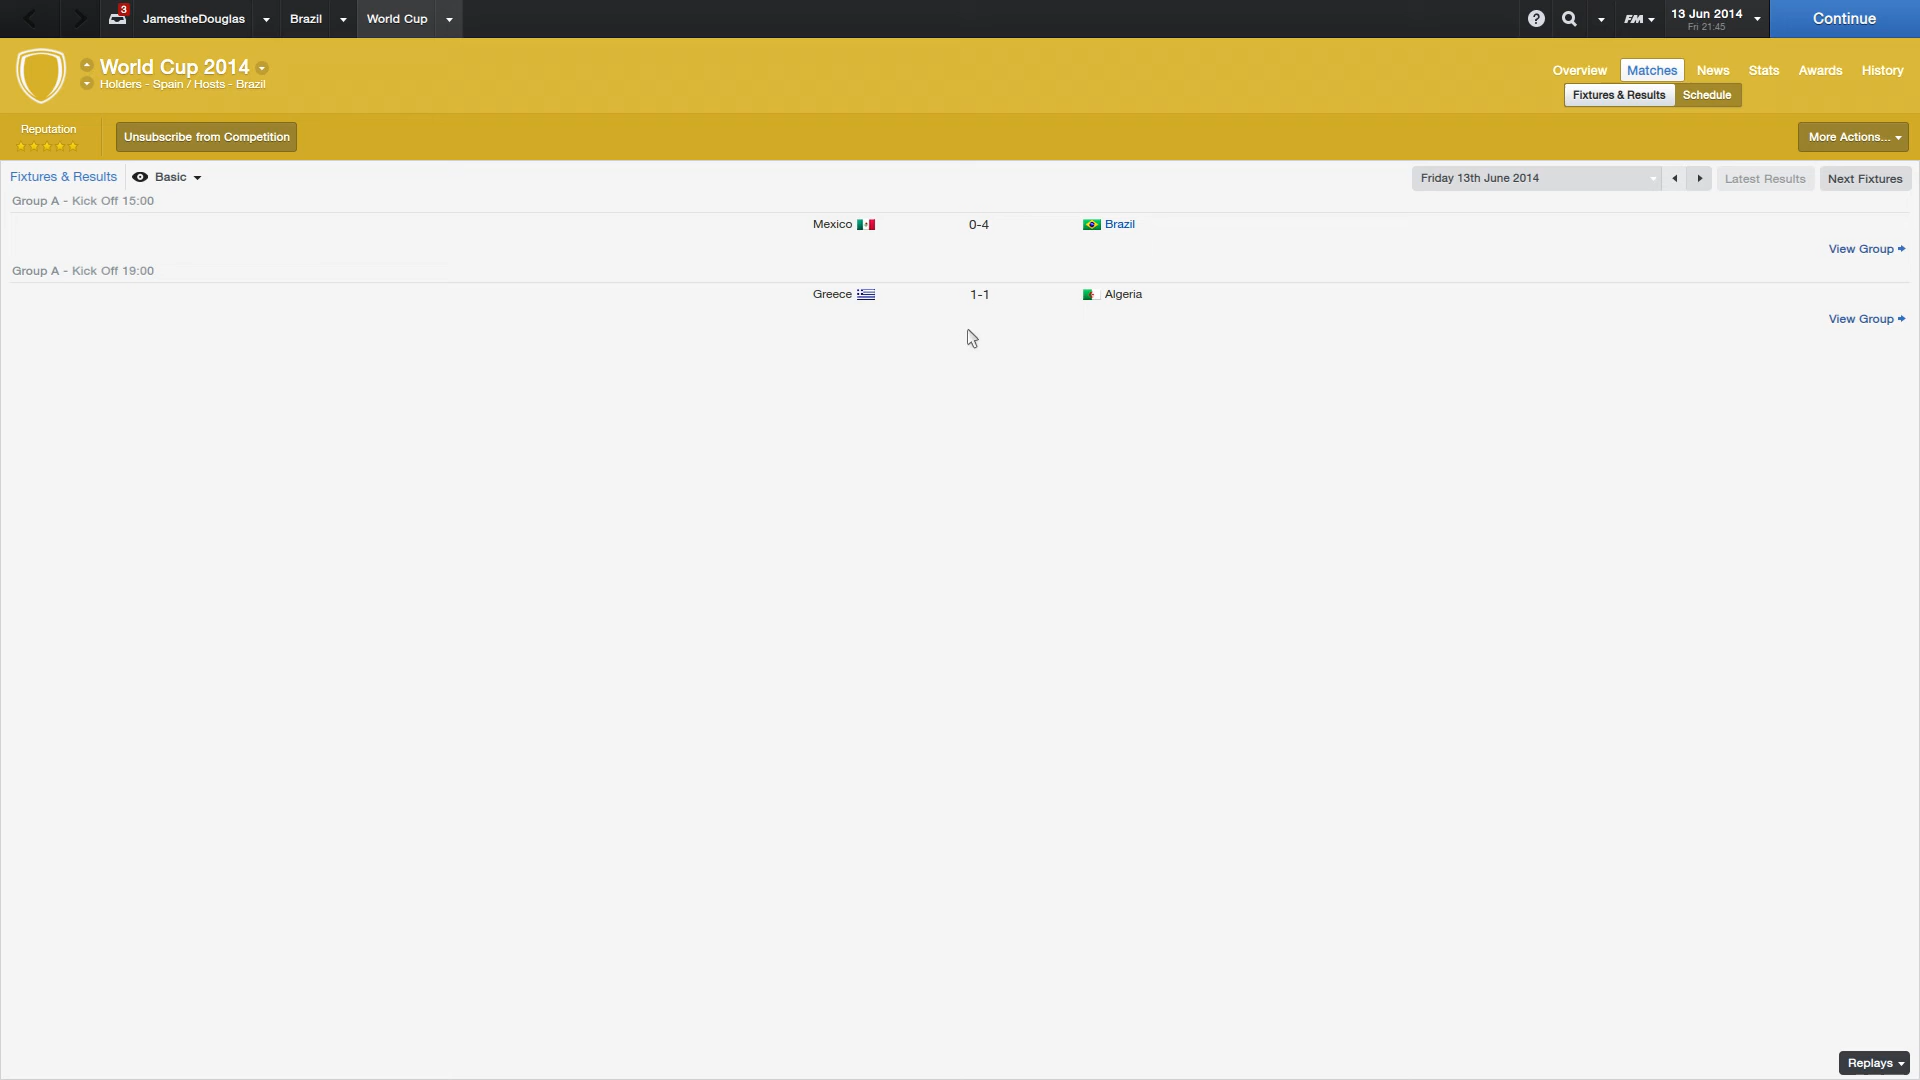 3 JamestheDouglas Brazil World Cup FM 13 Jun 2014 Continue
Fri 21:45
World Cup 2014
Holders - Spain / Hosts - Brazil
Overview Matches News Stats Awards History
Fixtures & Results Schedule
Reputation
Unsubscribe from Competition
More Actions...
Fixtures & Results Basic Friday 13th June 2014 Latest Results Next Fixtures
Group A - Kick Off 15:00
Mexico 0-4 Brazil
View Group
Group A - Kick Off 19:00
Greece 1-1 Algeria
View Group
Replays